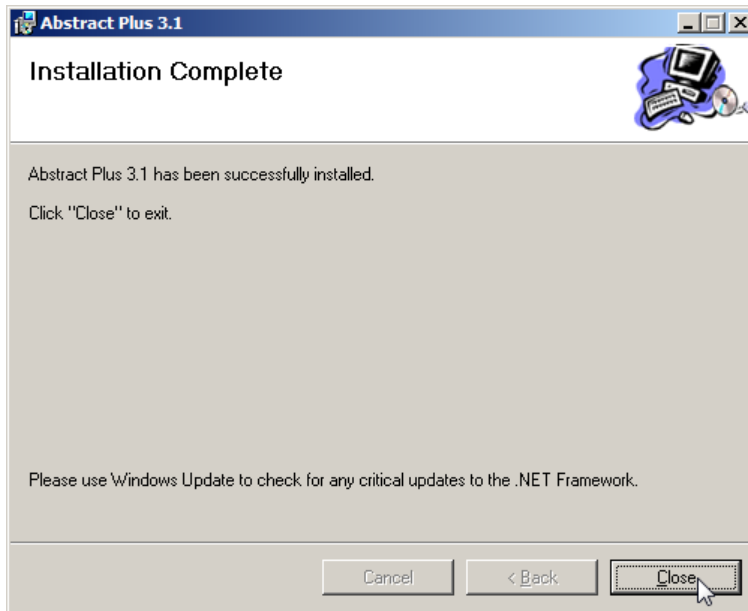 Abstract Plus 3.1
Installation Complete
Abstract Plus 3.1 has been successfully installed.
Click "Close" to exit.
Please use Windows Update to check for any critical updates to the .NET Framework.
Cancel
< Back
Close